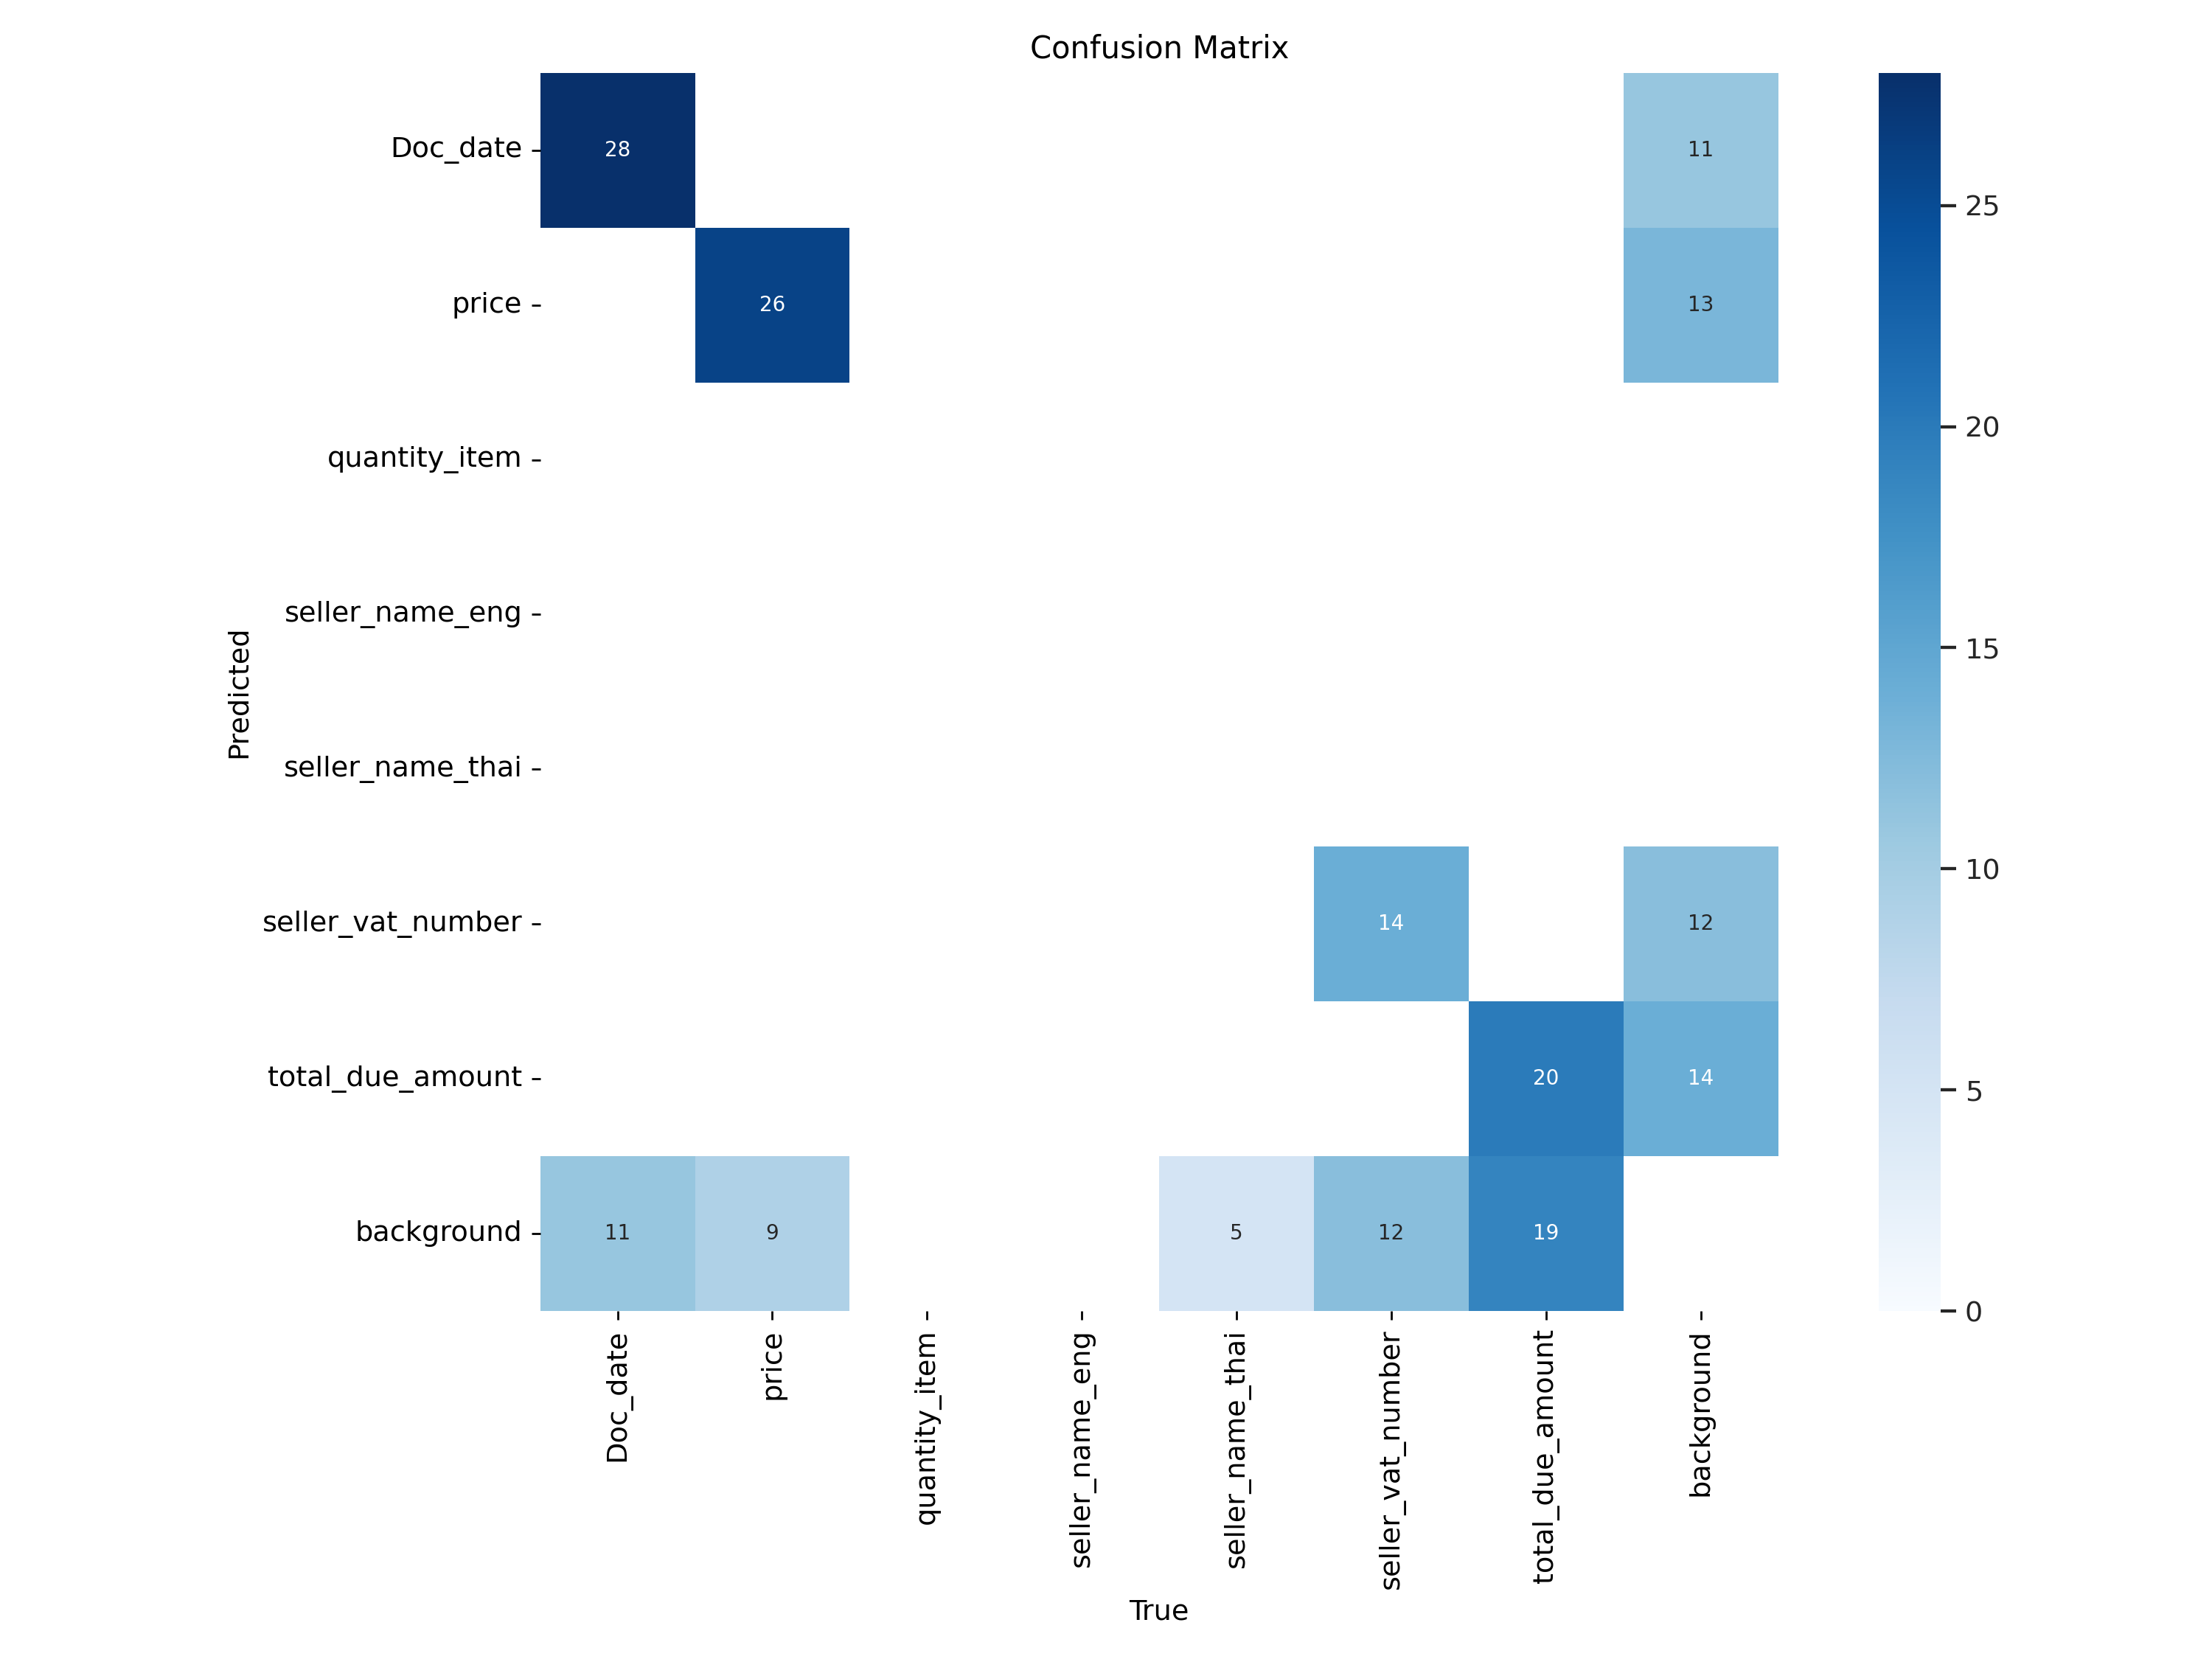 Confusion Matrix
Predicted
Doc_date 28 11
price 26 13
quantity_item
seller_name_eng
seller_name_thai
seller_vat_number 14 12
total_due_amount 20 14
background 11 9 5 12 19
Doc_date price quantity_item seller_name_eng seller_name_thai seller_vat_number total_due_amount background
True
25
20
15
10
5
0